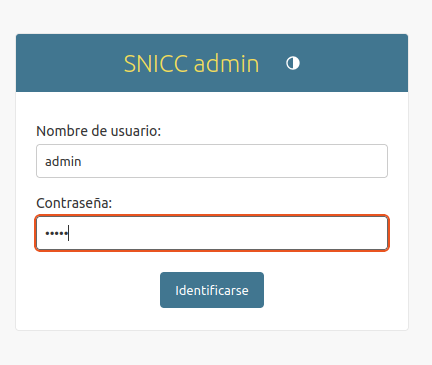 SNICC admin
Nombre de usuario:
admin
Contraseña:
•••••
Identificarse